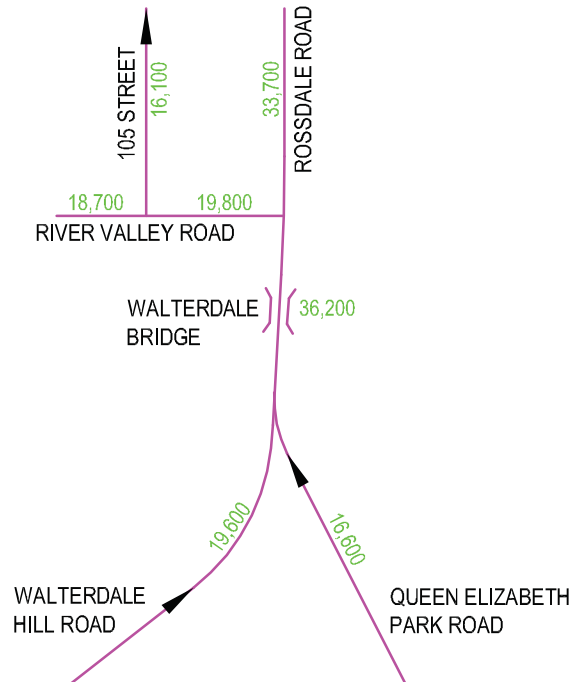 105 STREET
16,100
33,700
ROSSDALE ROAD
18,700
19,800
RIVER VALLEY ROAD
WALTERDALE
BRIDGE
36,200
19,600
16,600
WALTERDALE
HILL ROAD
QUEEN ELIZABETH
PARK ROAD